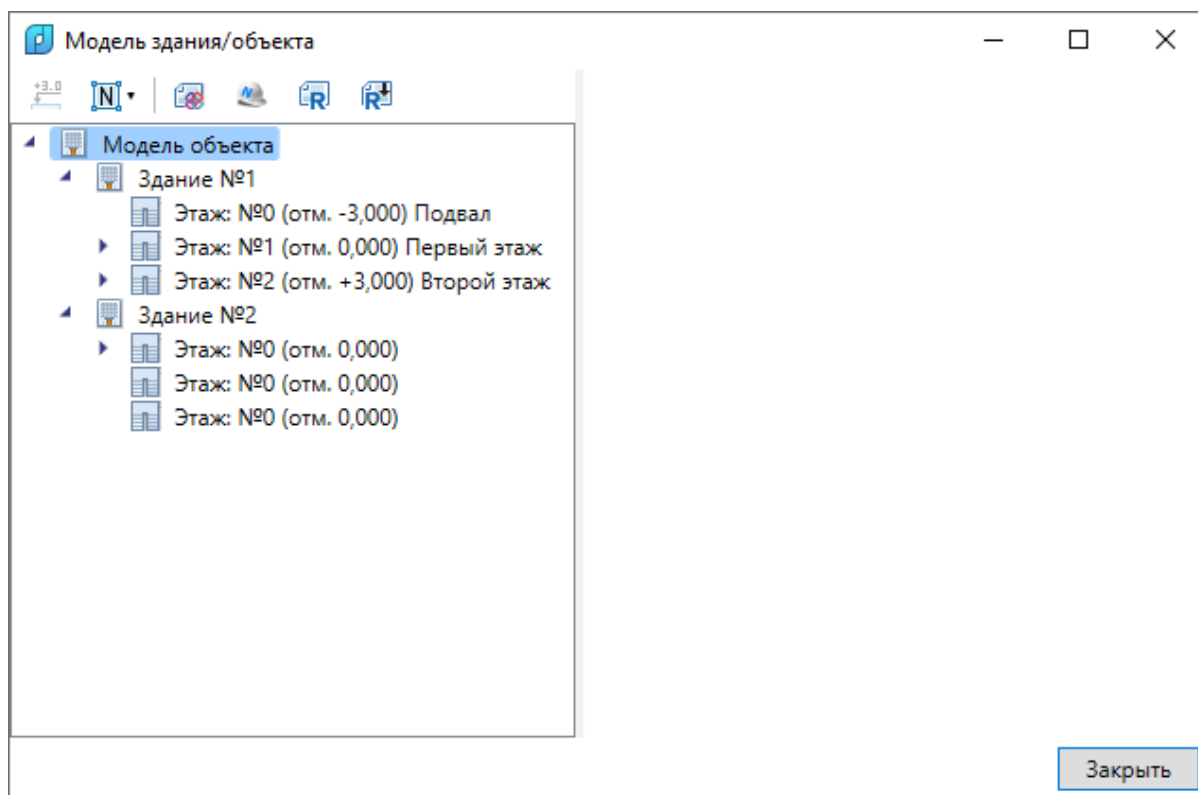 Модель здания/объекта
+3.0 N R R
Модель объекта
Здание №1
Этаж: №0 (отм. -3,000) Подвал
Этаж: №1 (отм. 0,000) Первый этаж
Этаж: №2 (отм. +3,000) Второй этаж
Здание №2
Этаж: №0 (отм. 0,000)
Этаж: №0 (отм. 0,000)
Этаж: №0 (отм. 0,000)
Закрыть